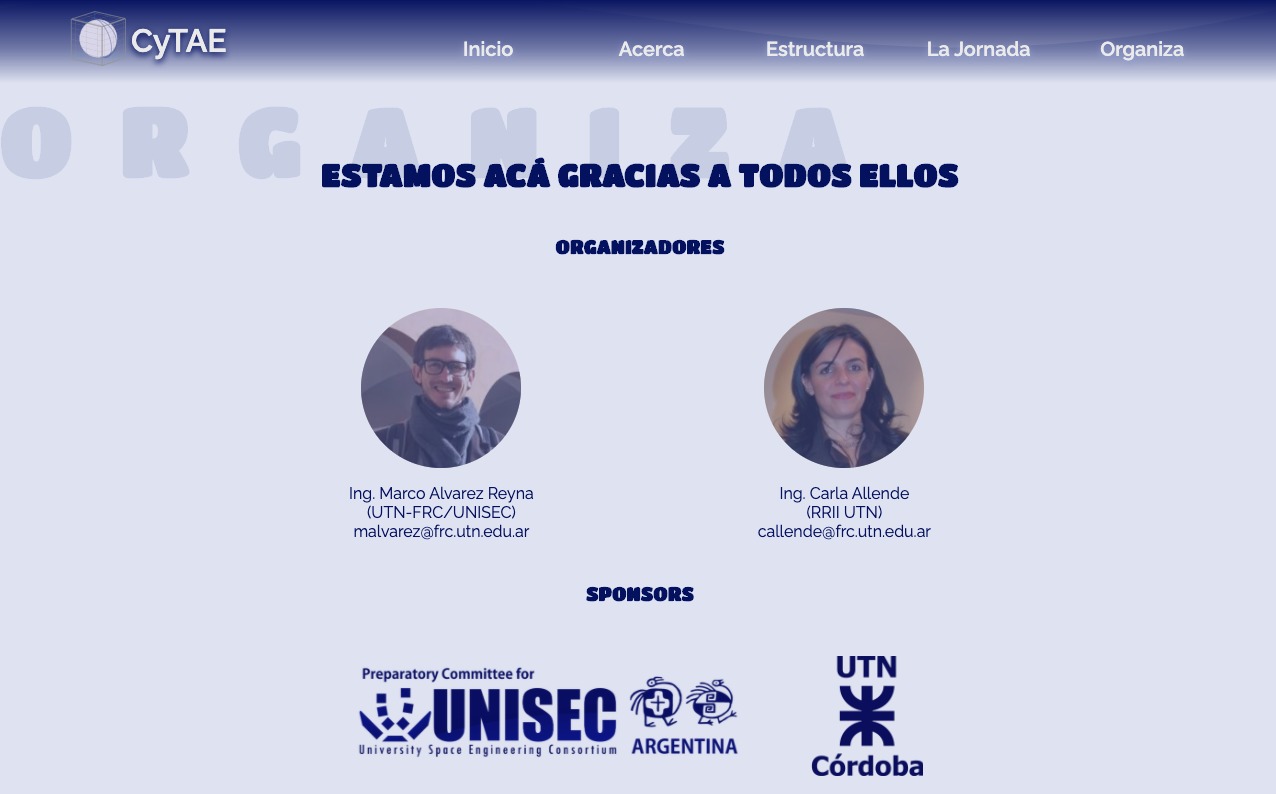 CyTAE
Inicio Acerca Estructura La Jornada Organiza
ORGANIZA
ESTAMOS ACÁ GRACIAS A TODOS ELLOS
ORGANIZADORES
Ing. Marco Alvarez Reyna
(UTN-FRC/UNISEC)
malvarez@frc.utn.edu.ar
Ing. Carla Allende
(RRII UTN)
callende@frc.utn.edu.ar
SPONSORS
Preparatory Committee for
UNISEC
University Space Engineering Consortium
ARGENTINA
UTN
Córdoba